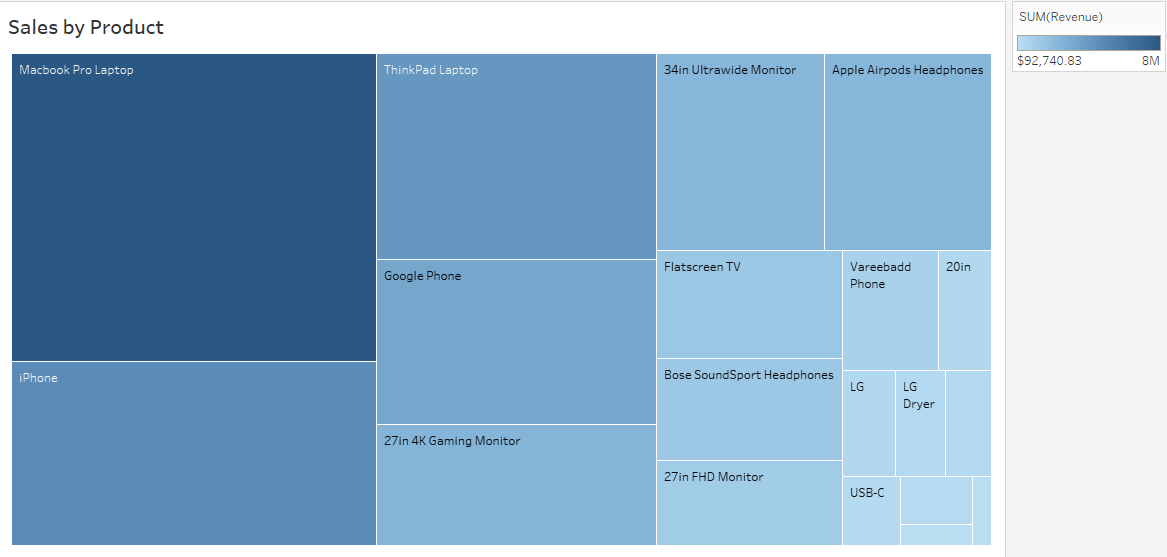 Sales by Product
SUM(Revenue)
$92,740.83
8M
Macbook Pro Laptop
ThinkPad Laptop
34in Ultrawide Monitor
Apple Airpods Headphones
iPhone
Google Phone
27in 4K Gaming Monitor
Flatscreen TV
Bose SoundSport Headphones
27in FHD Monitor
Vareebadd
Phone
20in
LG
LG
Dryer
USB-C